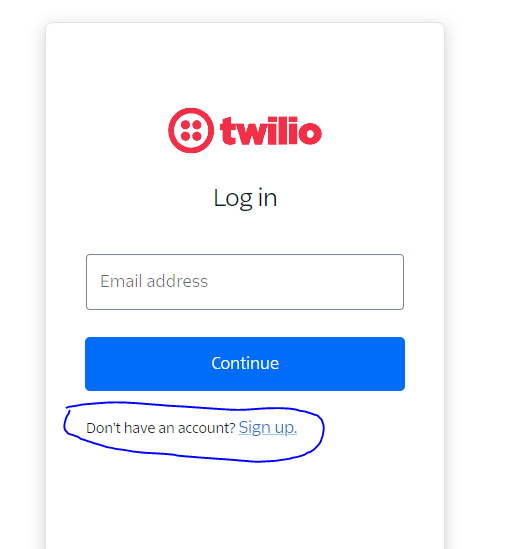 twilio
Log in
Email address
Continue
Don't have an account? Sign up.